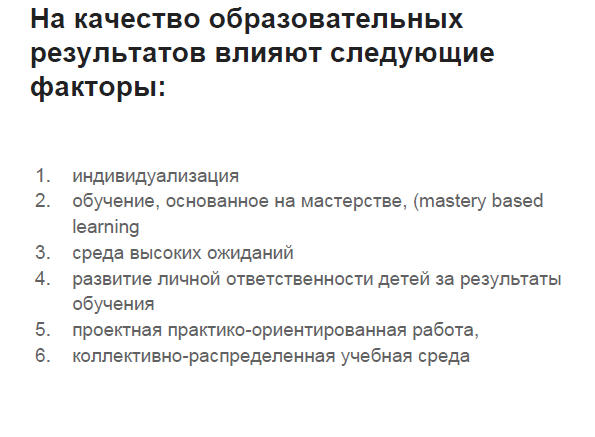 На качество образовательных
результатов влияют следующие
факторы:
1. индивидуализация
2. обучение, основанное на мастерстве, (mastery based
learning
3. среда высоких ожиданий
4. развитие личной ответственности детей за результаты
обучения
5. проектная практико-ориентированная работа,
6. коллективно-распределенная учебная среда